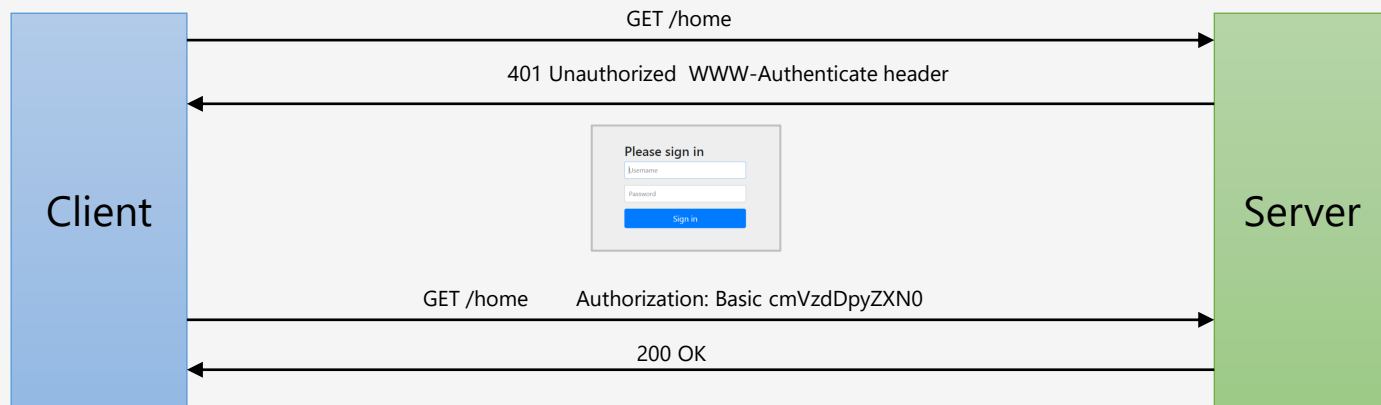 GET /home
401 Unauthorized WWW-Authenticate header
Please sign in
Username
Password
Sign in
Client
Server
GET /home Authorization: Basic cmVzdDpyZXN0
200 OK